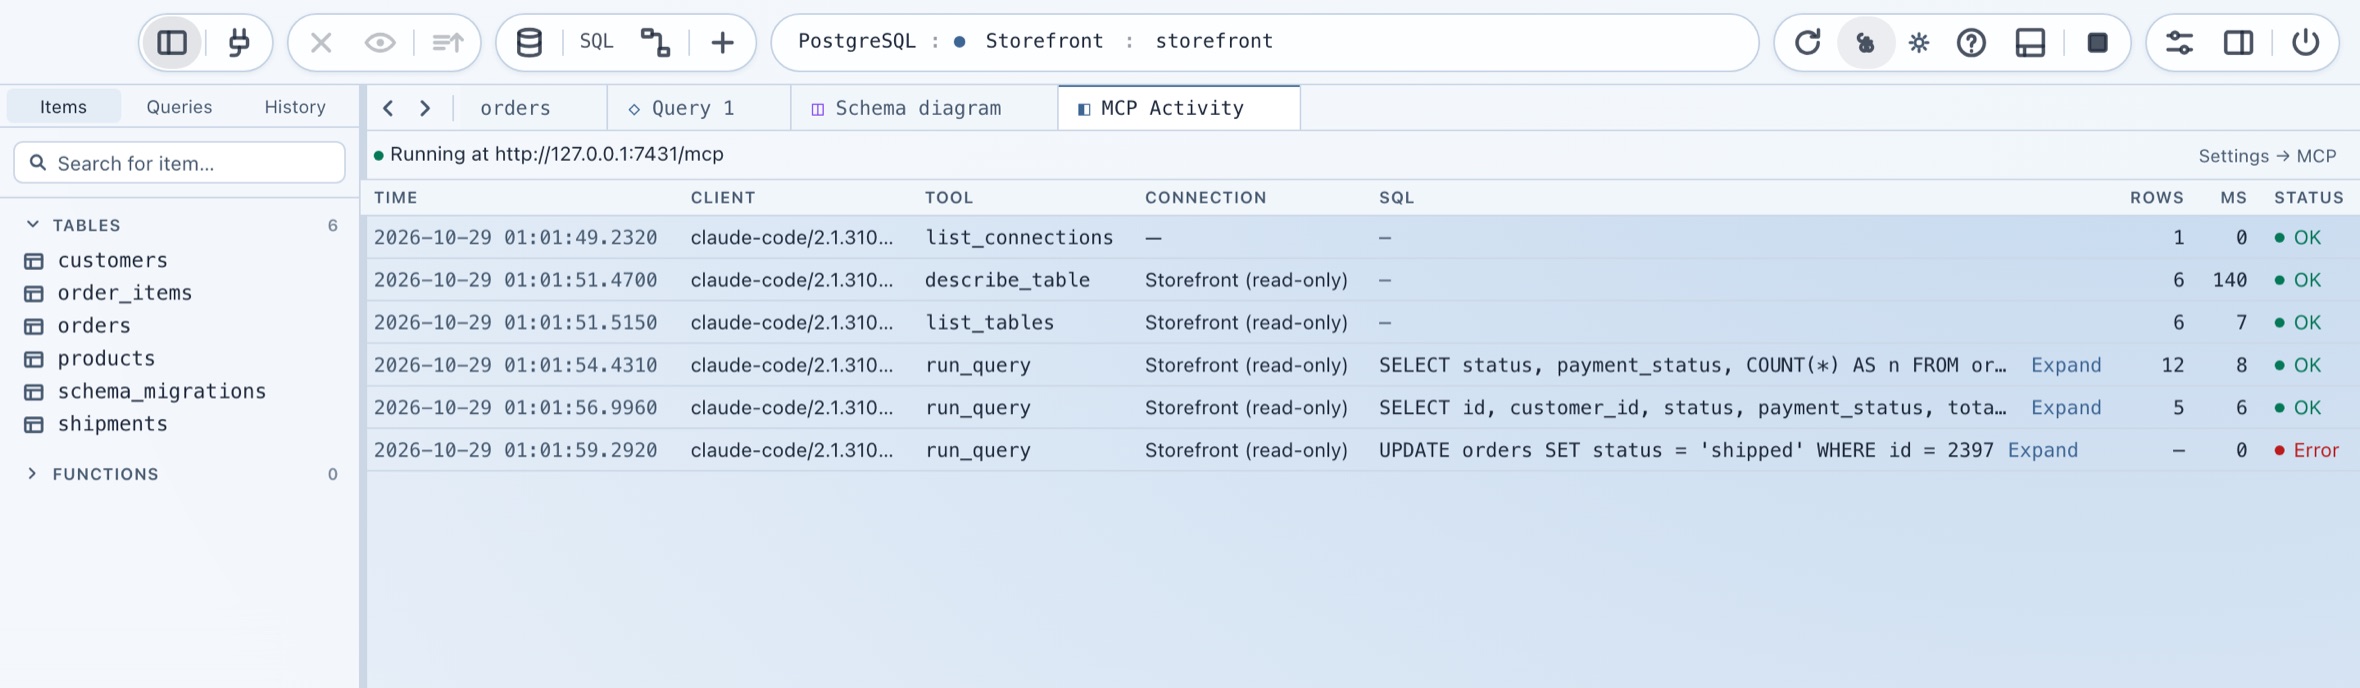 SQL
PostgreSQL : Storefront : storefront
Items Queries History
orders Query 1 Schema diagram MCP Activity
Search for item...
Running at http://127.0.0.1:7431/mcp
Settings → MCP
TABLES 6
customers
order_items
orders
products
schema_migrations
shipments
FUNCTIONS 0
TIME CLIENT TOOL CONNECTION SQL ROWS MS STATUS
2026-10-29 01:01:49.2320 claude-code/2.1.310... list_connections — — 1 0 OK
2026-10-29 01:01:51.4700 claude-code/2.1.310... describe_table Storefront (read-only) — 6 140 OK
2026-10-29 01:01:51.5150 claude-code/2.1.310... list_tables Storefront (read-only) — 6 7 OK
2026-10-29 01:01:54.4310 claude-code/2.1.310... run_query Storefront (read-only) SELECT status, payment_status, COUNT(*) AS n FROM or... Expand 12 8 OK
2026-10-29 01:01:56.9960 claude-code/2.1.310... run_query Storefront (read-only) SELECT id, customer_id, status, payment_status, tota... Expand 5 6 OK
2026-10-29 01:01:59.2920 claude-code/2.1.310... run_query Storefront (read-only) UPDATE orders SET status = 'shipped' WHERE id = 2397 Expand — 0 Error